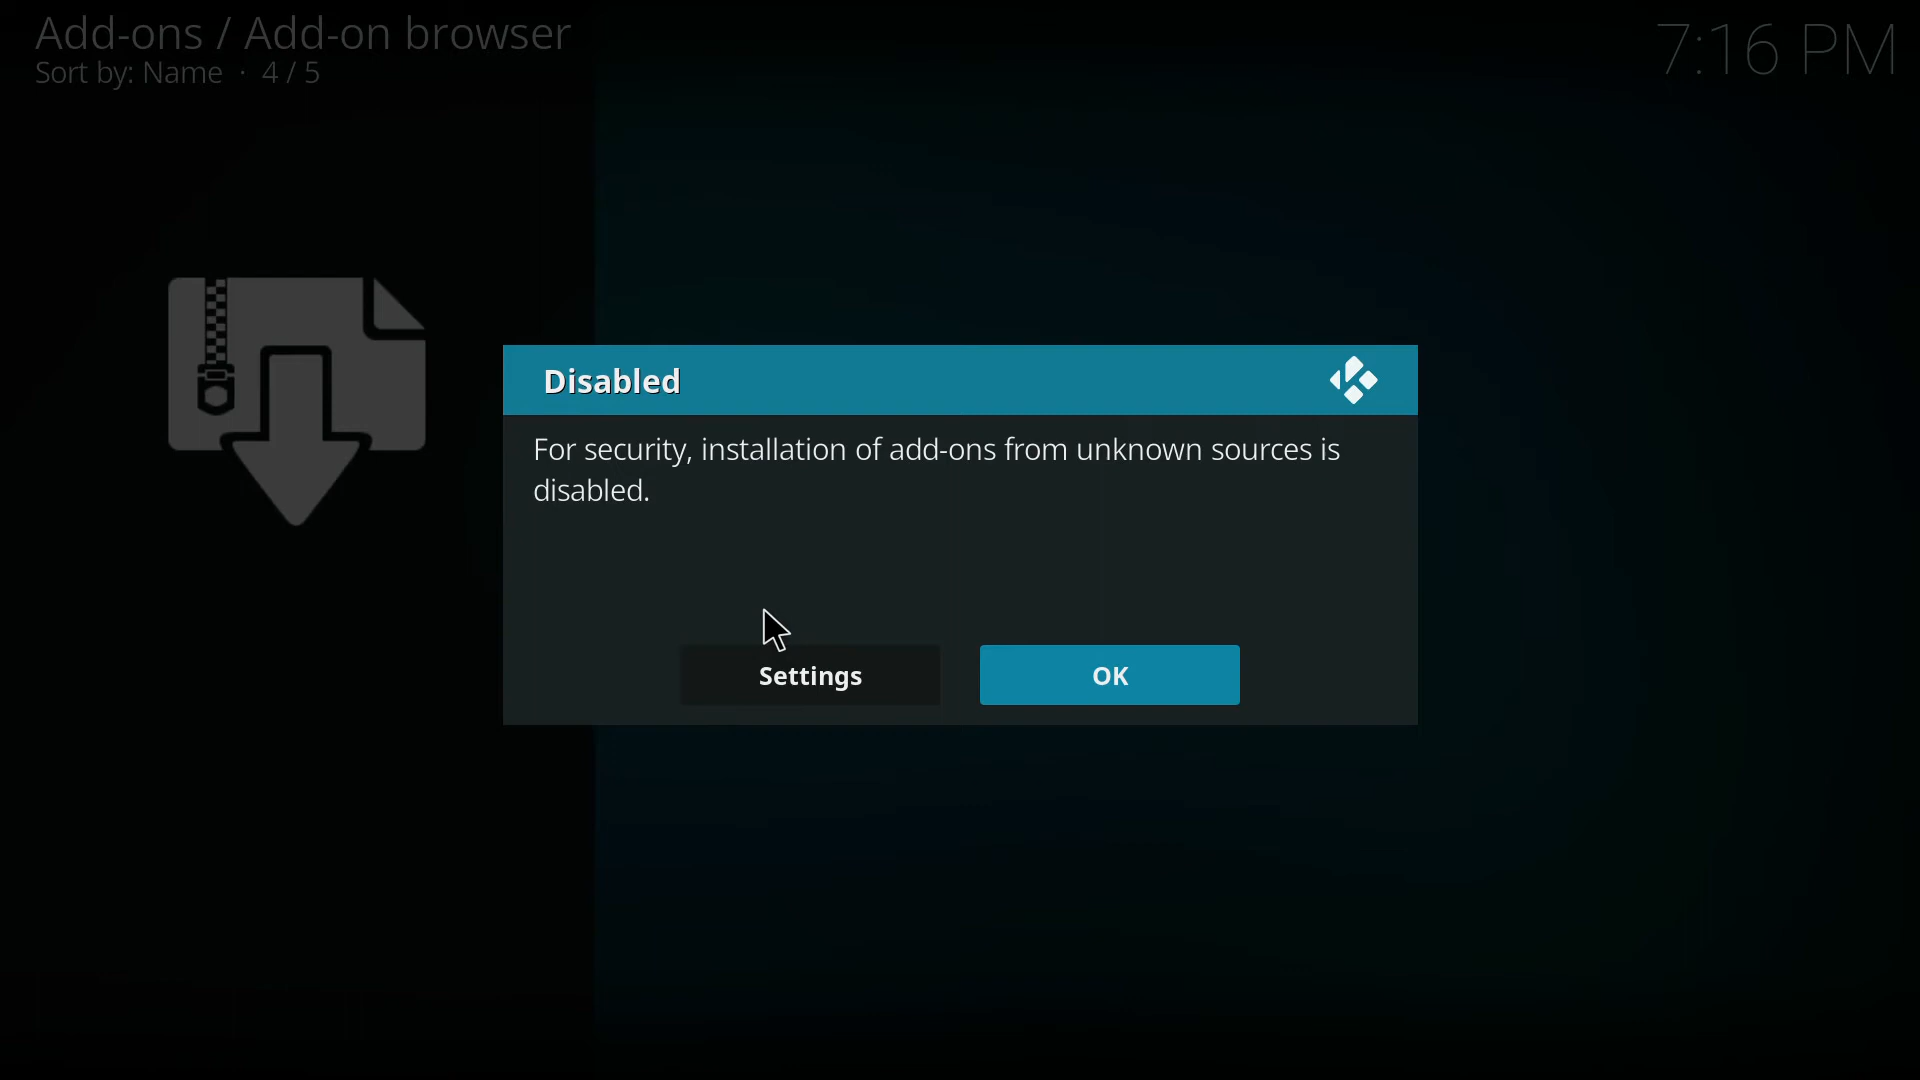 Add-ons / Add-on browser
Sort by: Name · 4 / 5
7:16 PM
Disabled
For security, installation of add-ons from unknown sources is
disabled.
Settings
OK